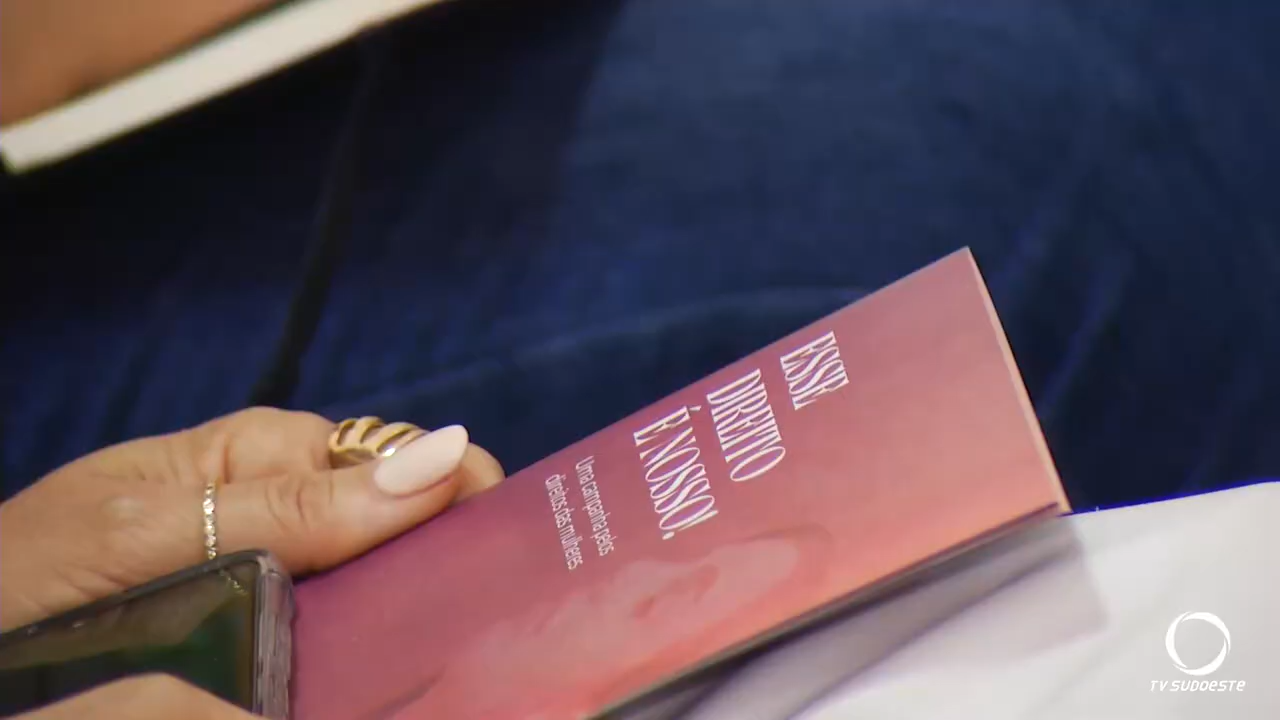 ESSE
DIREITO
É NOSSO!
Uma campanha pelos
direitos das mulheres
TV SUDOESTE